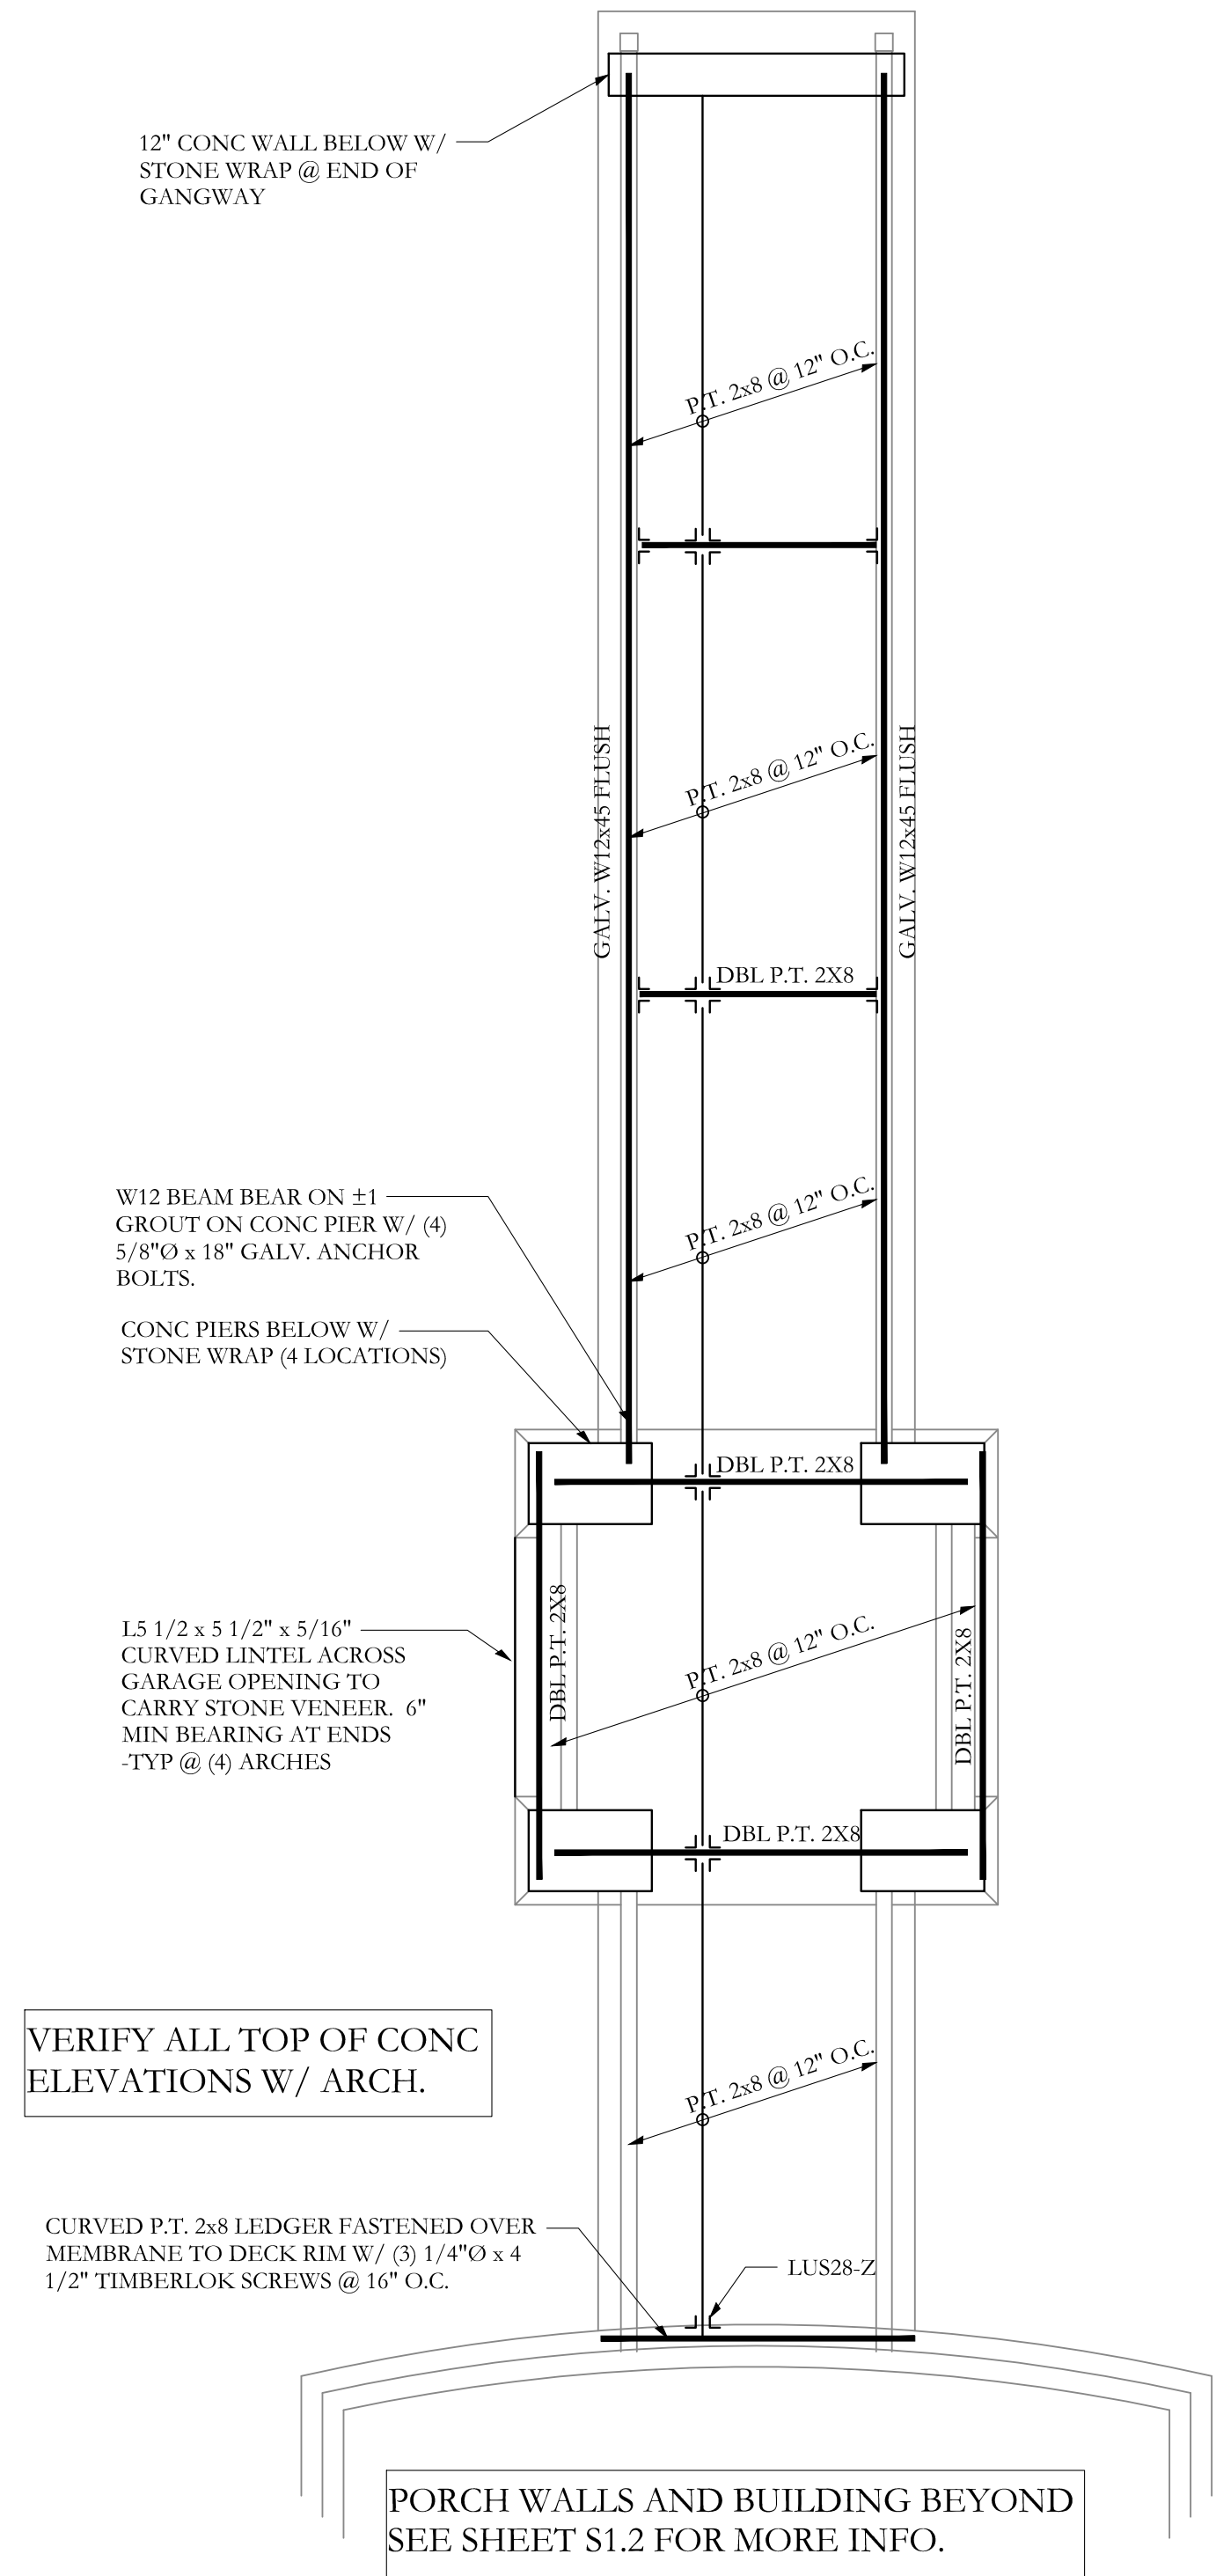 12" CONC WALL BELOW W/
STONE WRAP @ END OF
GANGWAY
P.T. 2x8 @ 12" O.C.
GALV. W12x45 FLUSH
GALV. W12x45 FLUSH
P.T. 2x8 @ 12" O.C.
DBL P.T. 2X8
W12 BEAM BEAR ON ±1
GROUT ON CONC PIER W/ (4)
5/8"Ø x 18" GALV. ANCHOR
BOLTS.
P.T. 2x8 @ 12" O.C.
CONC PIERS BELOW W/
STONE WRAP (4 LOCATIONS)
DBL P.T. 2X8
L5 1/2 x 5 1/2" x 5/16"
CURVED LINTEL ACROSS
GARAGE OPENING TO
CARRY STONE VENEER.  6"
MIN BEARING AT ENDS
-TYP @ (4) ARCHES
DBL P.T. 2X8
P.T. 2x8 @ 12" O.C.
DBL P.T. 2X8
DBL P.T. 2X8
VERIFY ALL TOP OF CONC
ELEVATIONS W/ ARCH.
P.T. 2x8 @ 12" O.C.
CURVED P.T. 2x8 LEDGER FASTENED OVER
MEMBRANE TO DECK RIM W/ (3) 1/4"Ø x 4
1/2" TIMBERLOK SCREWS @ 16" O.C.
LUS28-Z
PORCH WALLS AND BUILDING BEYOND
SEE SHEET S1.2 FOR MORE INFO.